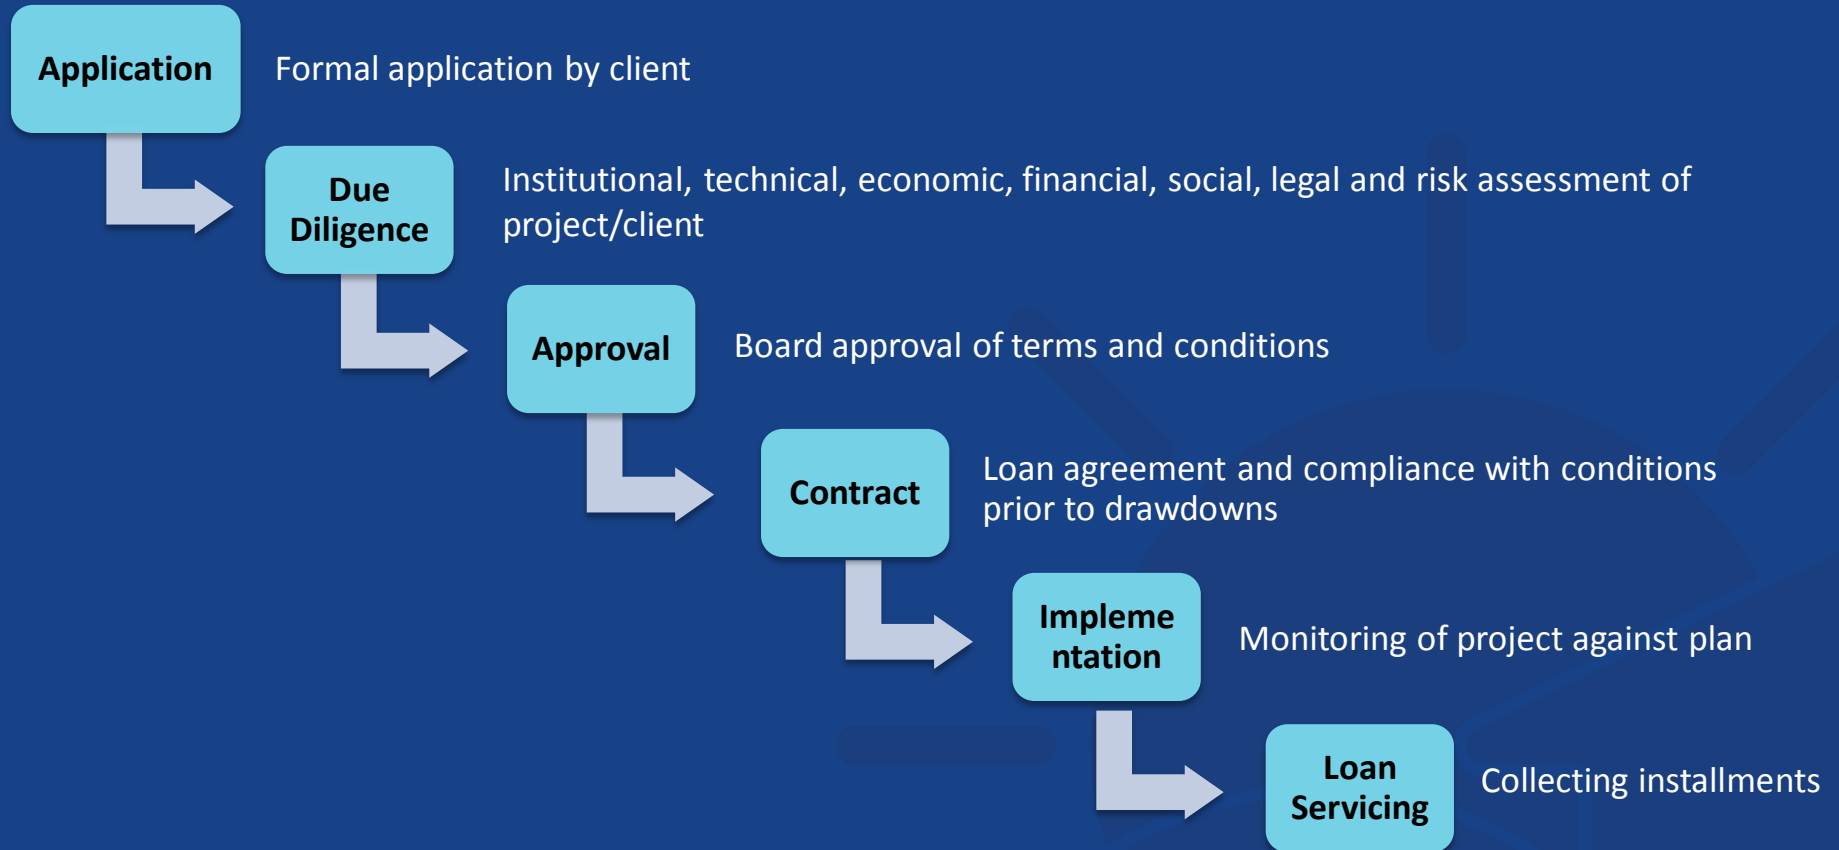 Application
Formal application by client
Due
Diligence
Institutional, technical, economic, financial, social, legal and risk assessment of
project/client
Approval
Board approval of terms and conditions
Contract
Loan agreement and compliance with conditions
prior to drawdowns
Impleme
ntation
Monitoring of project against plan
Loan
Servicing
Collecting installments